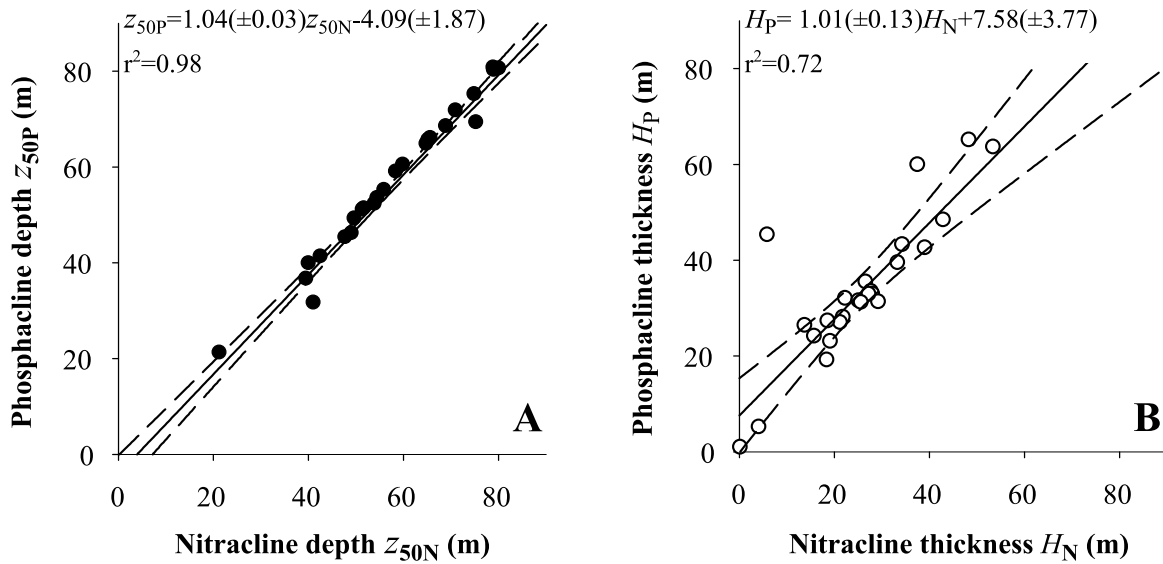 z50P=1.04(±0.03)z50N-4.09(±1.87)
r²=0.98
80
60
40
20
0
0 20 40 60 80
Phosphacline depth z50P (m)
Nitracline depth z50N (m)
A
HP= 1.01(±0.13)HN+7.58(±3.77)
r²=0.72
80
60
40
20
0
0 20 40 60 80
Phosphacline thickness HP (m)
Nitracline thickness HN (m)
B